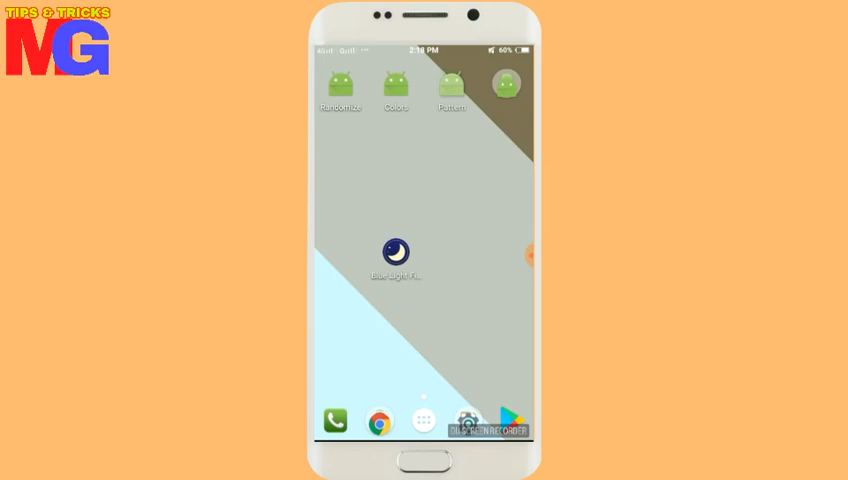 TIPS & TRICKS
MG
2:18 PM
60%
Randomize
Colors
Pattern
Blue Light Fi...
DU SCREEN RECORDER